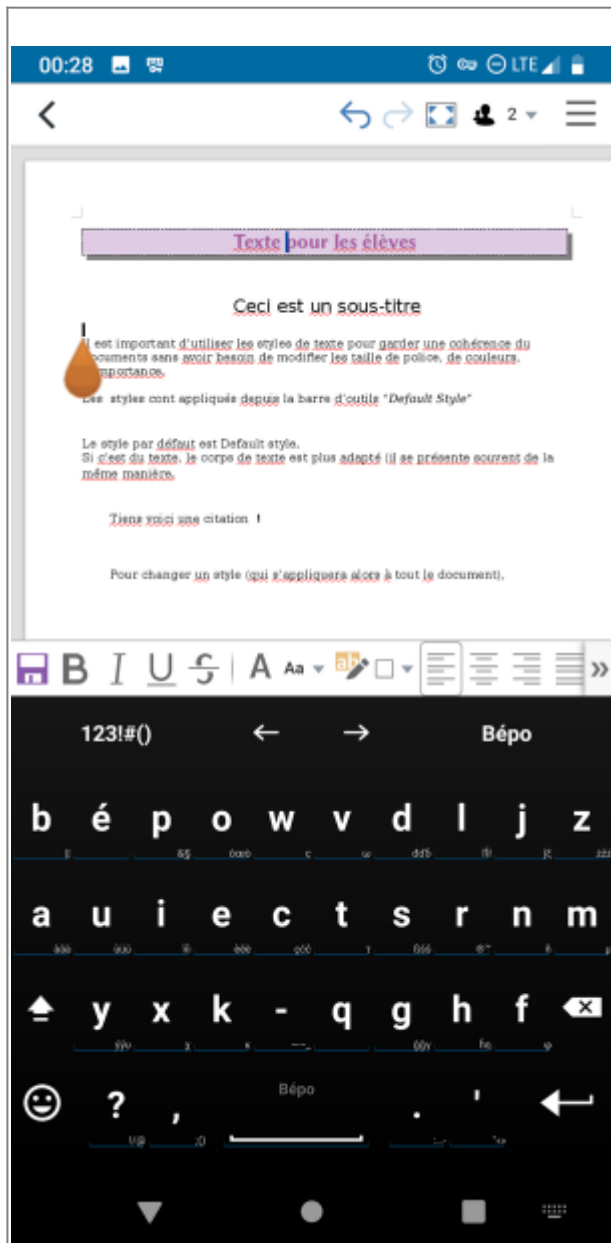 00:28 LTE
2
Texte pour les élèves
Ceci est un sous-titre
Il est important d'utiliser les styles de texte pour garder une cohérence du
documents sans avoir besoin de modifier les taille de police, de couleurs,
importance.
Les styles cont appliqués depuis la barre d'outils "Default Style"
Le style par défaut est Default style.
Si c'est du texte, le corps de texte est plus adapté (il se présente souvent de la
même manière.
Tiens voici une citation !
Pour changer un style (qui s'appliquera alors à tout le document),
B I U S A Aa ab »
123!#() ← → Bépo
b é p o w v d l j z
a u i e c t s r n m
y x k - q g h f
Bépo
? , . '